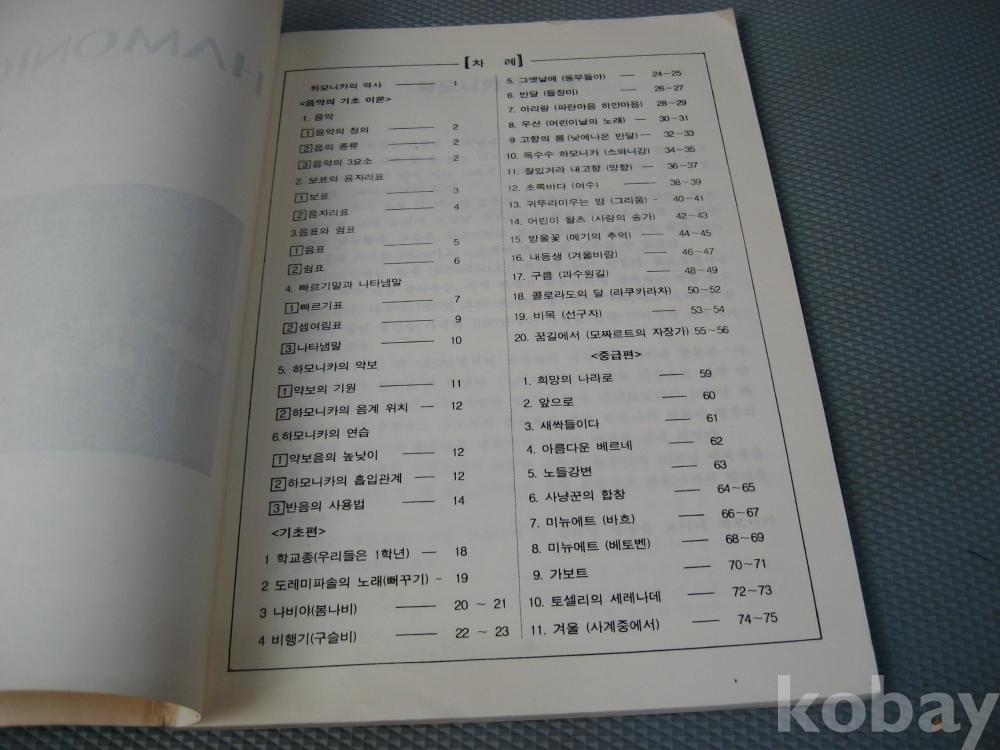 HAMONIC
[차 례]
하모니카의 역사 1
<음악의 기초 이론>
1. 음악
1 음악의 정의 2
2 음의 종류 2
3 음악의 3요소 2
2. 보표와 음자리표
1 보표 3
2 음자리표 4
3.음표와 쉼표
1 음표 5
2 쉼표 6
4. 빠르기말과 나타냄말
1 빠르기표 7
2 셈여림표 9
3 나타냄말 10
5. 하모니카의 악보
1 악보의 기원 11
2 하모니카의 음계 위치 12
6.하모니카의 연습
1 악보음의 높낮이 12
2 하모니카의 흡입관계 12
3 반음의 사용법 14
<기초편>
1 학교종(우리들은 1학년) 18
2 도레미파솔의 노래(뻐꾸기) 19
3 나비야(봄나비) 20 ~ 21
4 비행기(구슬비) 22 ~ 23
5. 그옛날에 (동무들아) 24~25
6. 반달 (들장미) 26~27
7. 아리랑 (파란마음 하얀마음) 28~29
8. 우산 (어린이날의 노래) 30~31
9 고향의 봄 (낮에나온 반달) 32~33
10. 옥수수 하모니카 (스와니강) 34~35
11. 잘있거라 내고향 (망향) 36~37
12. 초록바다 (여수) 38~39
13. 귀뚜라미우는 밤 (그리움) 40~41
14. 어린이 왈츠 (사랑의 송가) 42~43
15. 방울꽃 (메기의 추억) 44~45
16. 내동생 (겨울바람) 46~47
17. 구름 (과수원길) 48~49
18. 콜로라도의 달 (라쿠카라차) 50~52
19. 비목 (선구자) 53~54
20. 꿈길에서 (모짜르트의 자장가) 55~56
<중급편>
1. 희망의 나라로 59
2. 앞으로 60
3. 새싹들이다 61
4. 아름다운 베르네 62
5. 노들강변 63
6. 사냥꾼의 합창 64~65
7. 미뉴에트 (바흐) 66~67
8. 미뉴에트 (베토벤) 68~69
9. 가보트 70~71
10. 토셀리의 세레나데 72~73
11. 겨울 (사계중에서) 74~75
kobay